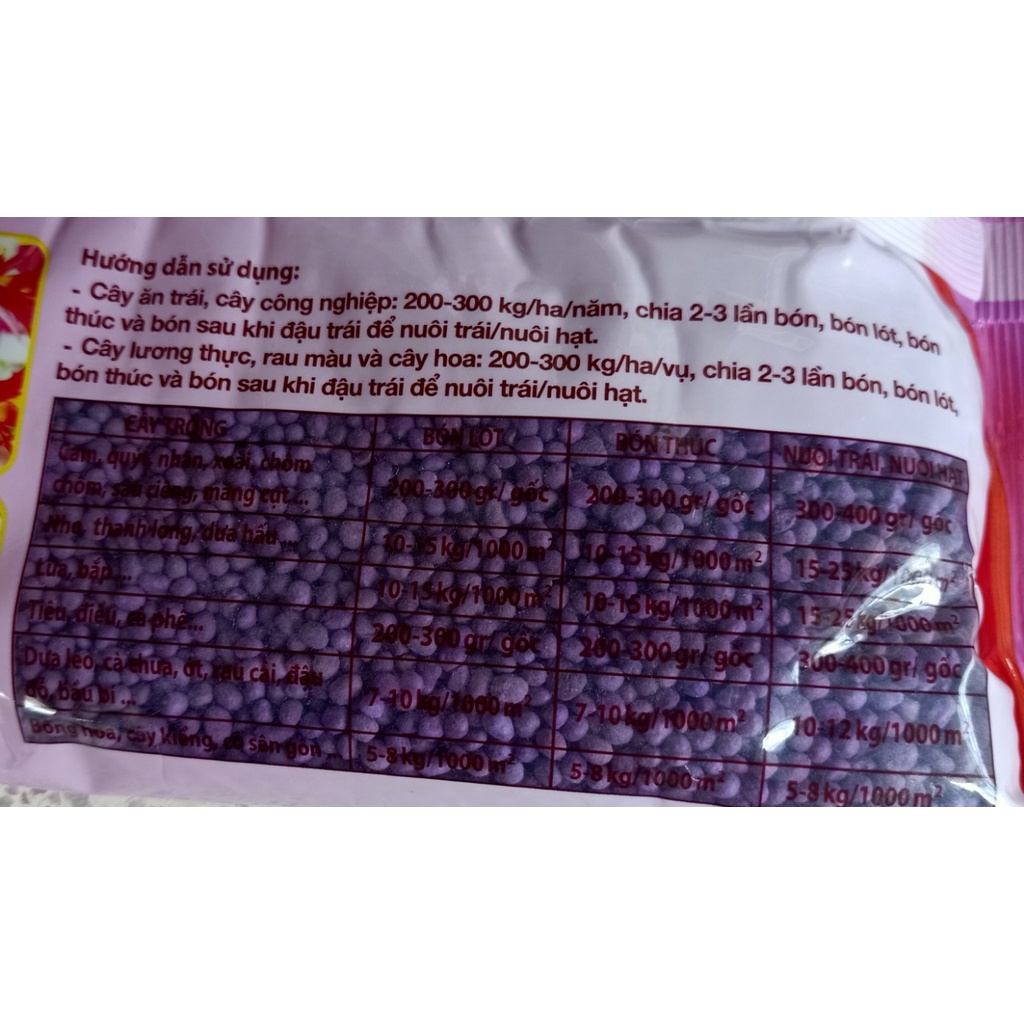 Hướng dẫn sử dụng:
- Cây ăn trái, cây công nghiệp: 200-300 kg/ha/năm, chia 2-3 lần bón, bón lót, bón
thúc và bón sau khi đậu trái để nuôi trái/nuôi hạt.
- Cây lương thực, rau màu và cây hoa: 200-300 kg/ha/vụ, chia 2-3 lần bón, bón lót,
bón thúc và bón sau khi đậu trái để nuôi trái/nuôi hạt.
CÂY TRỒNG BÓN LÓT BÓN THÚC NUÔI TRÁI, NUÔI HẠT
Cam, quýt, nhãn, xoài, chôm
chôm, sầu riêng, măng cụt... 200-300 gr/ gốc 200-300 gr/ gốc 300-400 gr/ gốc
Nho, thanh long, dưa hấu ... 10-15 kg/1000 m² 10-15 kg/1000 m² 15-25 kg/1000 m²
Lúa, bắp... 10-15 kg/1000 m² 10-15 kg/1000 m² 15-25 kg/1000 m²
Tiêu, điều, cà phê... 200-300 gr/ gốc 200-300 gr/ gốc 300-400 gr/ gốc
Dưa leo, cà chua, ớt, rau cải, đậu
đỗ, bầu bí ... 7-10 kg/1000 m² 7-10 kg/1000 m² 10-12 kg/1000 m²
Bông hoa, cây kiểng, cỏ sân gôn ... 5-8 kg/1000 m² 5-8 kg/1000 m² 5-8 kg/1000 m²